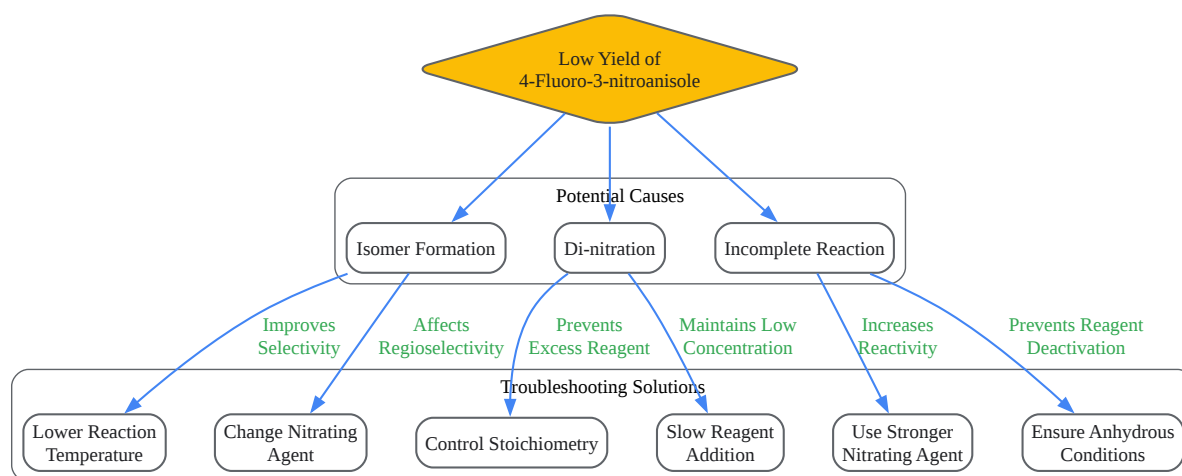 Low Yield of
4-Fluoro-3-nitroanisole
Potential Causes
Isomer Formation
Di-nitration
Incomplete Reaction
Improves
Selectivity
Affects
Regioselectivity
Prevents
Excess Reagent
Maintains Low
Concentration
Increases
Reactivity
Prevents Reagent
Deactivation
Troubleshooting Solutions
Lower Reaction
Temperature
Change Nitrating
Agent
Control Stoichiometry
Slow Reagent
Addition
Use Stronger
Nitrating Agent
Ensure Anhydrous
Conditions